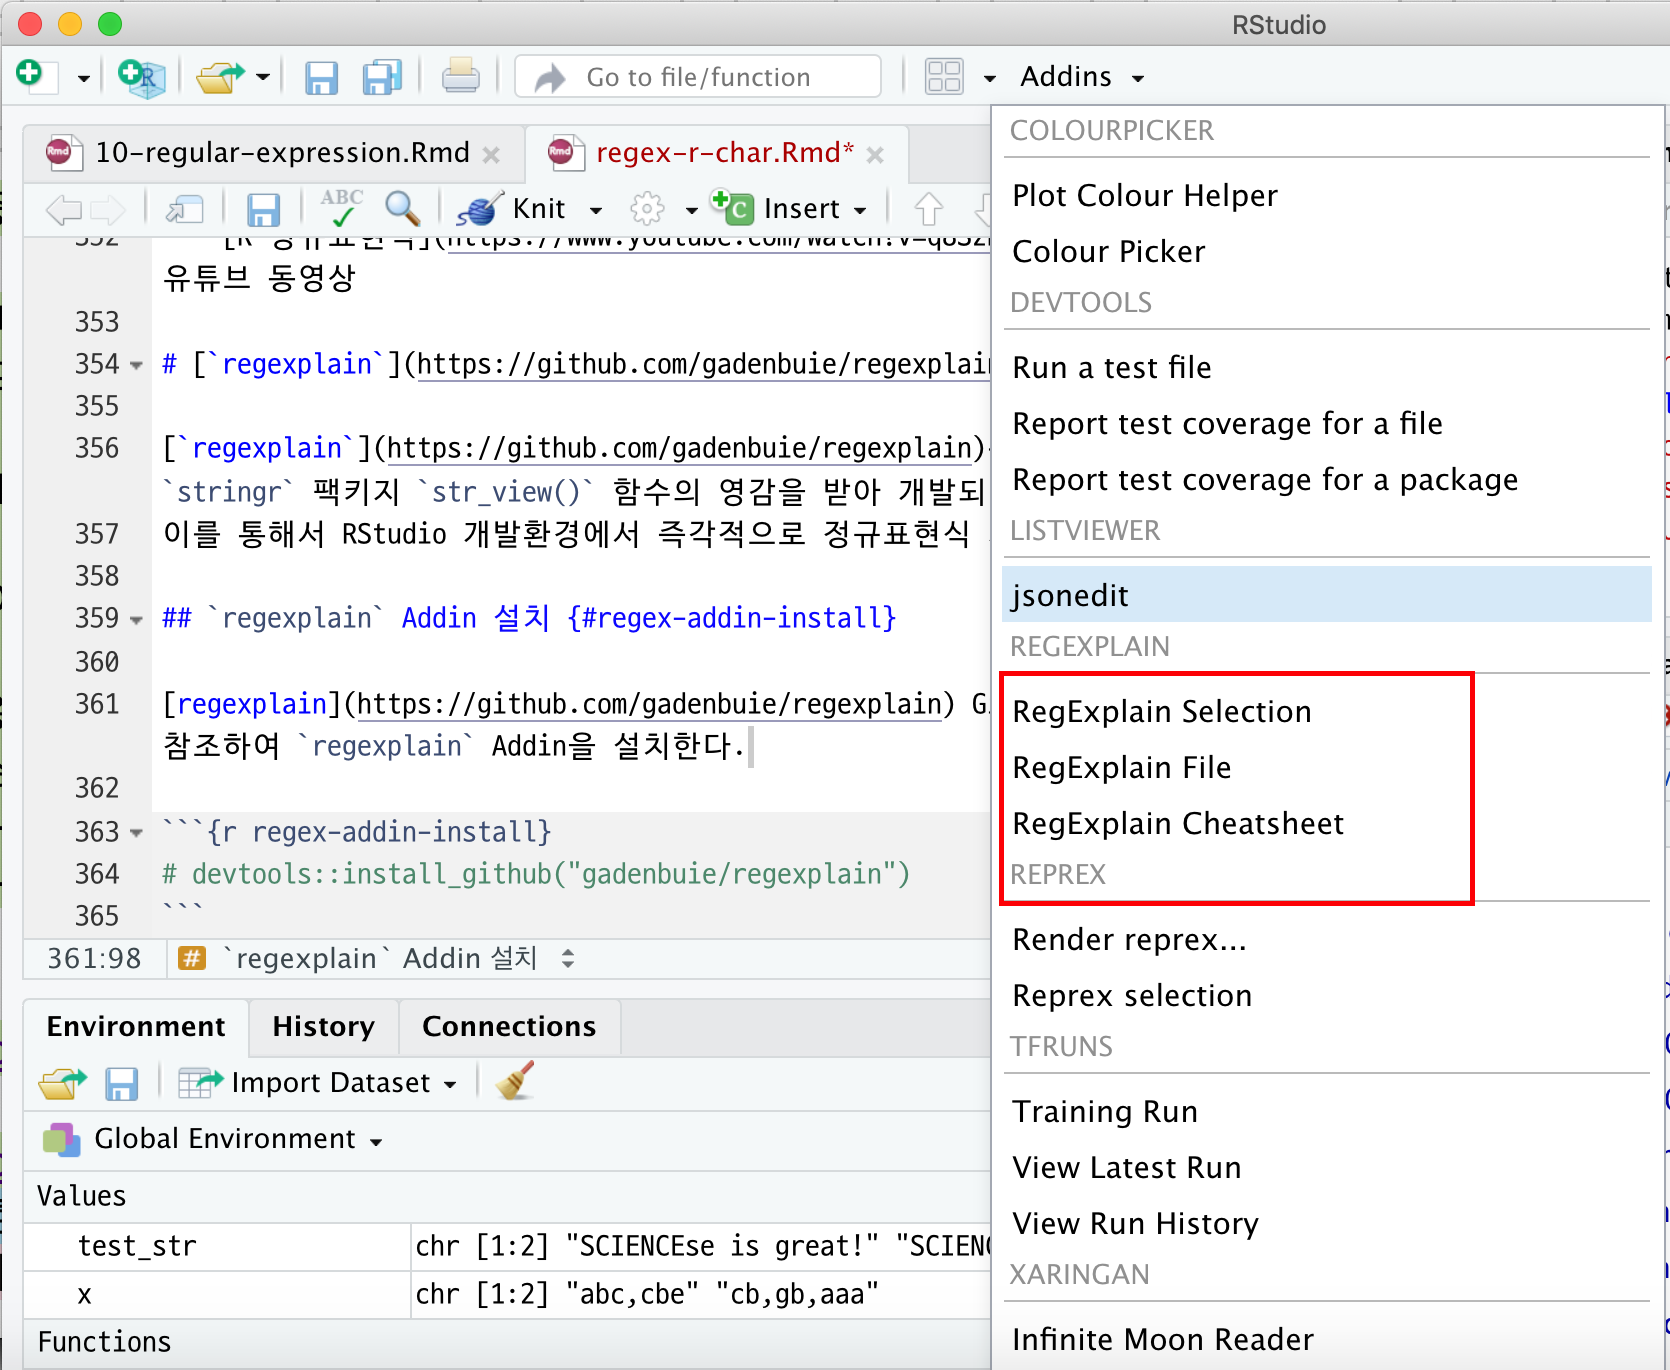 RStudio
Go to file/function
Addins
10-regular-expression.Rmd
regex-r-char.Rmd*
ABC
Knit
Insert
유튜브 동영상
353
354 # [`regexplain`](https://github.com/gadenbuie/regexplain
355
356 [`regexplain`](https://github.com/gadenbuie/regexplain)
`stringr` 팩키지 `str_view()` 함수의 영감을 받아 개발되
357 이를 통해서 RStudio 개발환경에서 즉각적으로 정규표현식
358
359 ## `regexplain` Addin 설치 {#regex-addin-install}
360
361 [regexplain](https://github.com/gadenbuie/regexplain) G
참조하여 `regexplain` Addin을 설치한다.
362
363 ```{r regex-addin-install}
364 # devtools::install_github("gadenbuie/regexplain")
365 ```
361:98 # `regexplain` Addin 설치
Environment History Connections
Import Dataset
Global Environment
Values
test_str chr [1:2] "SCIENCEse is great!" "SCIEN
x chr [1:2] "abc,cbe" "cb,gb,aaa"
Functions
COLOURPICKER
Plot Colour Helper
Colour Picker
DEVTOOLS
Run a test file
Report test coverage for a file
Report test coverage for a package
LISTVIEWER
jsonedit
REGEXPLAIN
RegExplain Selection
RegExplain File
RegExplain Cheatsheet
REPREX
Render reprex...
Reprex selection
TFRUNS
Training Run
View Latest Run
View Run History
XARINGAN
Infinite Moon Reader